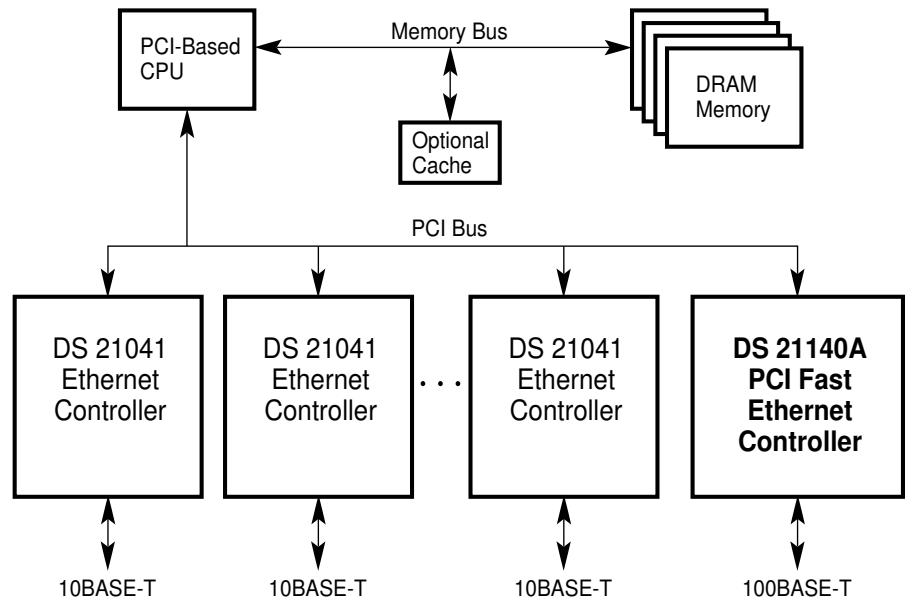 PCI-Based
CPU
Memory Bus
DRAM
Memory
Optional
Cache
PCI Bus
DS 21041
Ethernet
Controller
DS 21041
Ethernet
Controller
. . .
DS 21041
Ethernet
Controller
DS 21140A
PCI Fast
Ethernet
Controller
10BASE-T
10BASE-T
10BASE-T
100BASE-T